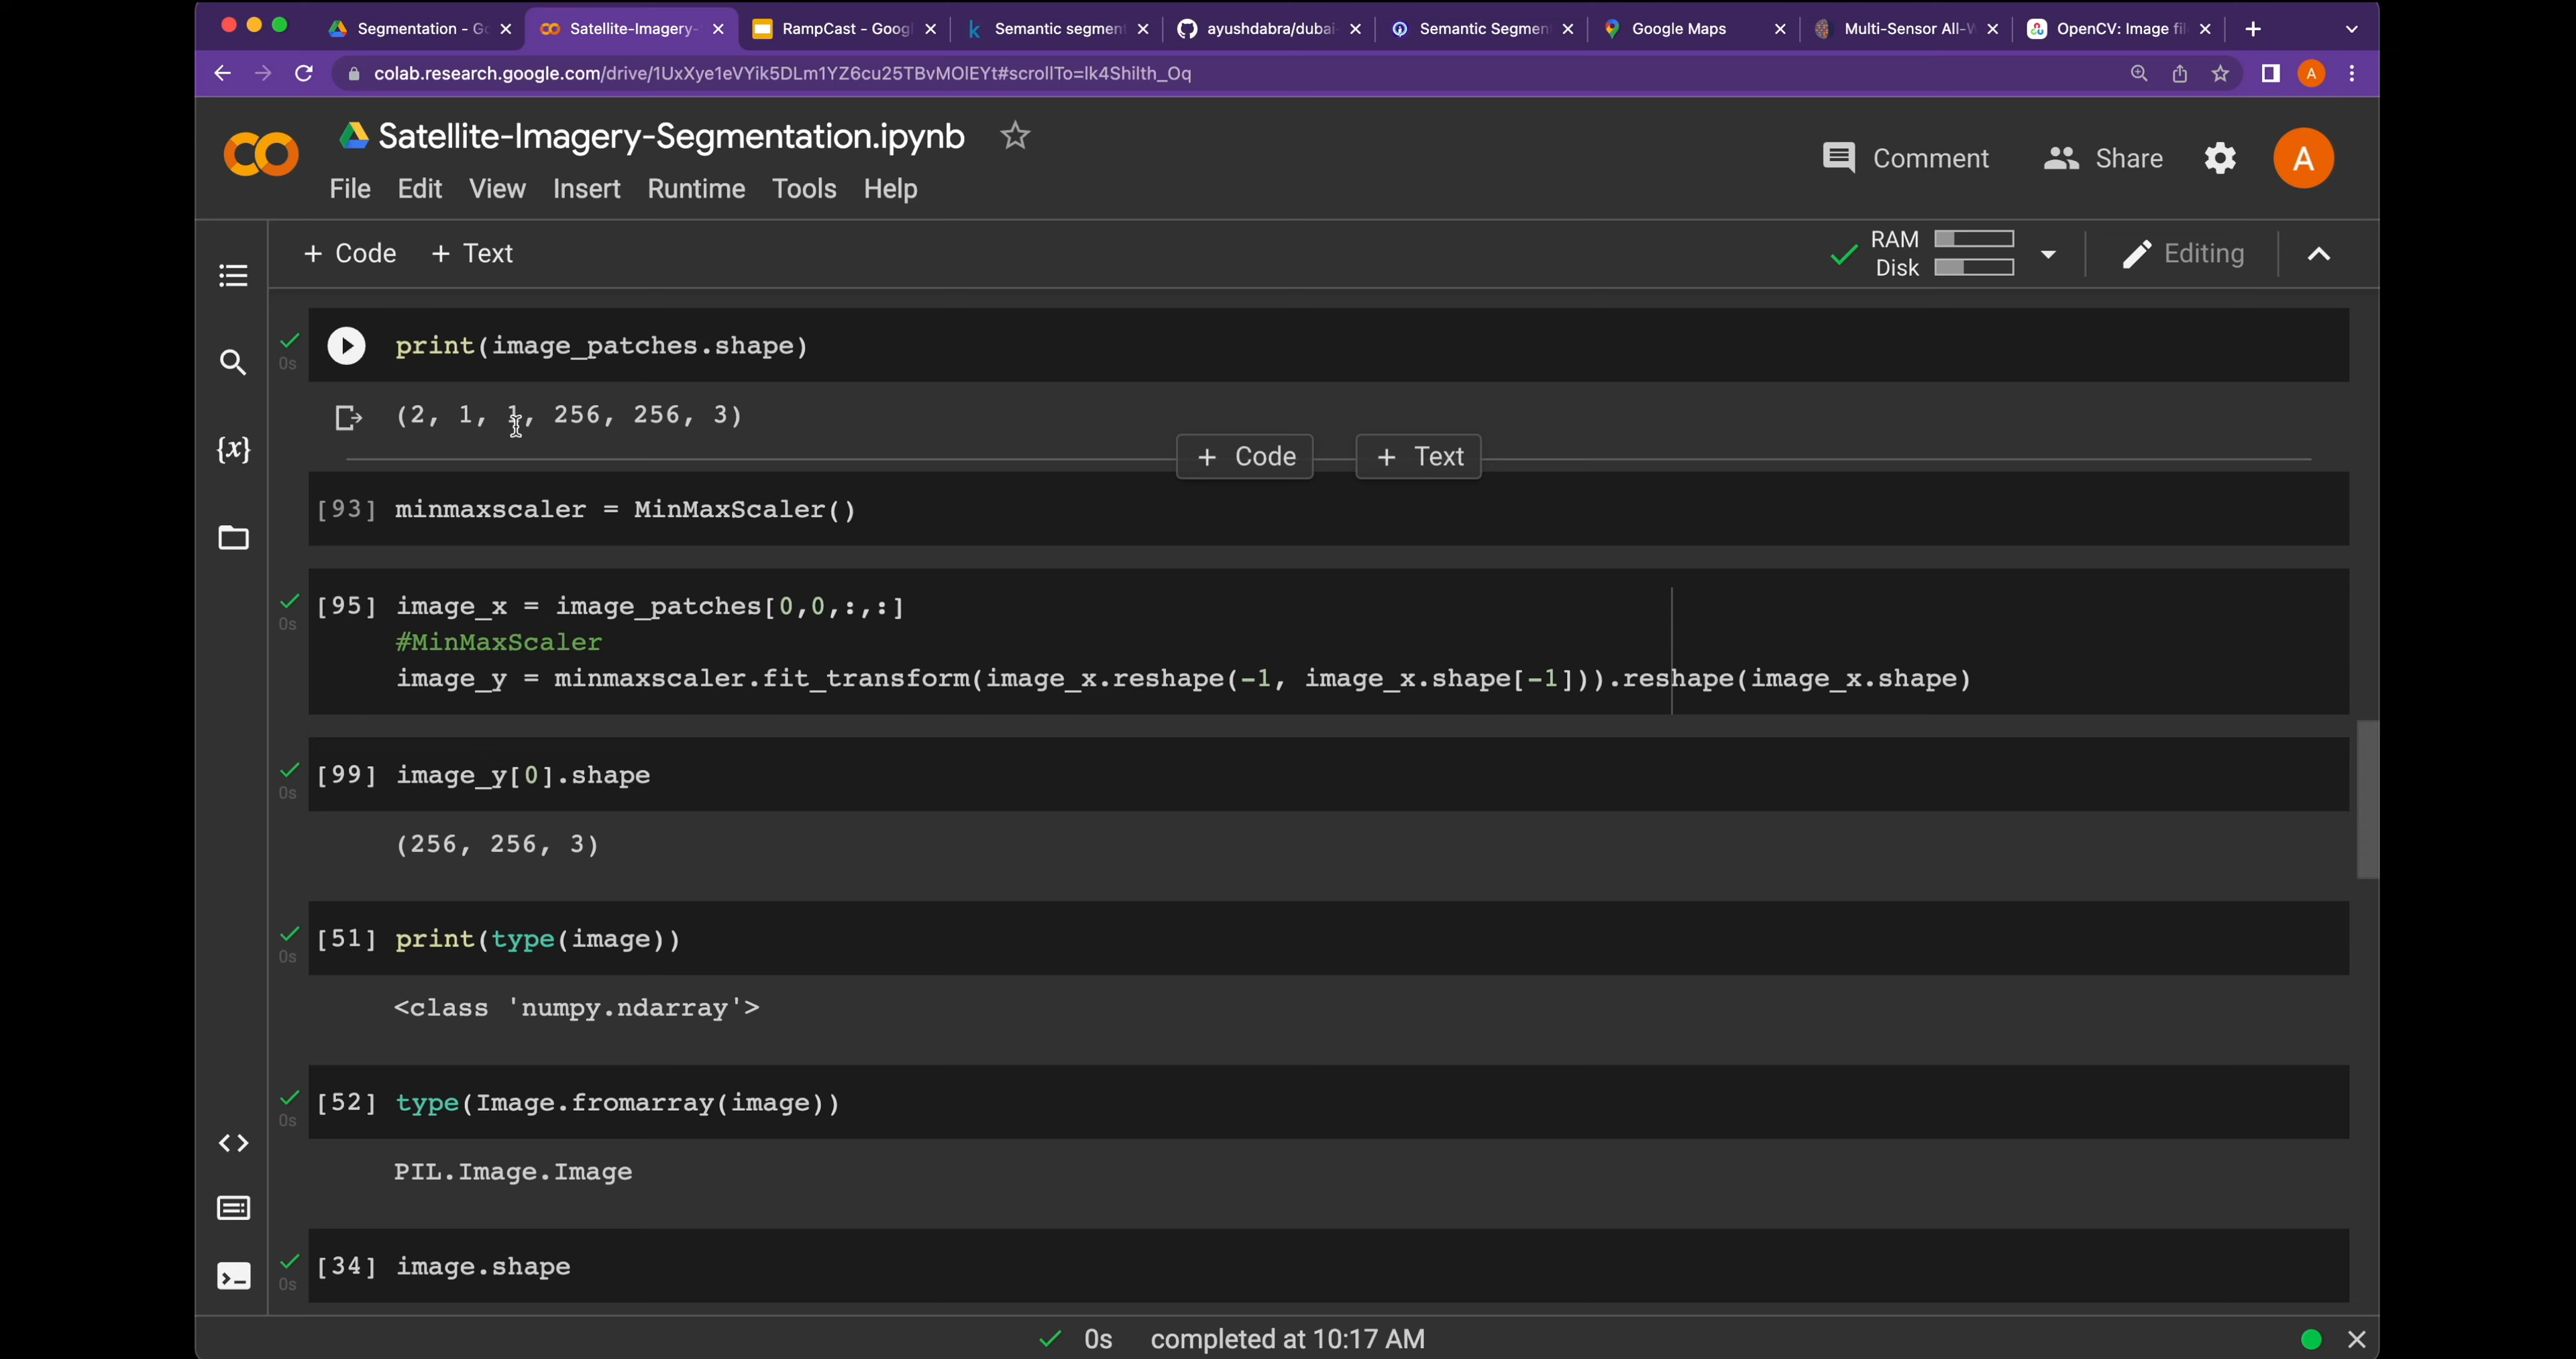 Segmentation - Go
Satellite-Imagery-
RampCast - Googl
Semantic segment
ayushdabra/dubai-
Semantic Segmen
Google Maps
Multi-Sensor All-W
OpenCV: Image fil
colab.research.google.com/drive/1UxXye1eVYik5DLm1YZ6cu25TBvMOlEYt#scrollTo=lk4Shilth_Oq
A
Satellite-Imagery-Segmentation.ipynb
Comment
Share
A
File Edit View Insert Runtime Tools Help
+ Code + Text
RAM
Disk
Editing
0s
print(image_patches.shape)
(2, 1, 1, 256, 256, 3)
+ Code + Text
{x}
[93] minmaxscaler = MinMaxScaler()
0s
[95] image_x = image_patches[0,0,:,:]
#MinMaxScaler
image_y = minmaxscaler.fit_transform(image_x.reshape(-1, image_x.shape[-1])).reshape(image_x.shape)
0s
[99] image_y[0].shape
(256, 256, 3)
0s
[51] print(type(image))
<class 'numpy.ndarray'>
0s
[52] type(Image.fromarray(image))
PIL.Image.Image
0s
[34] image.shape
0s completed at 10:17 AM